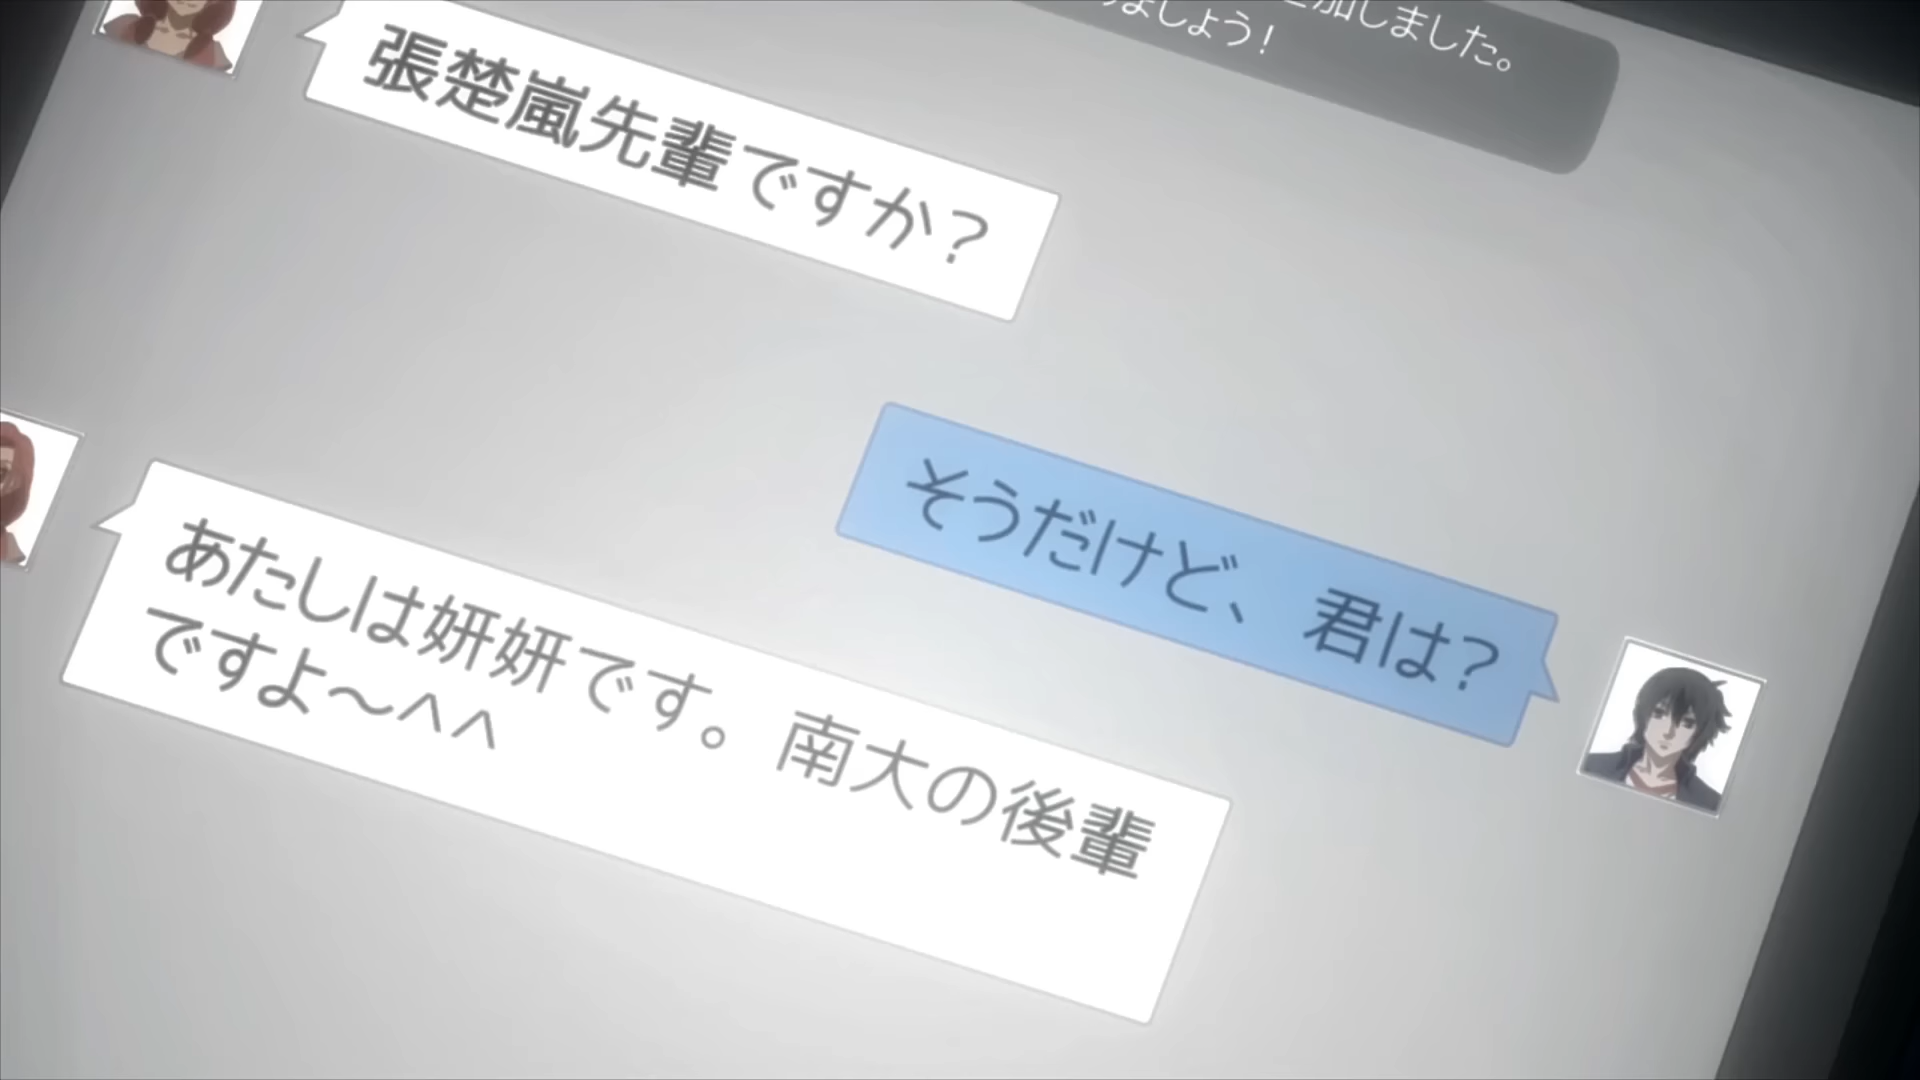 加しました。
ましょう！
張楚嵐先輩ですか？
そうだけど、君は？
あたしは妍妍です。南大の後輩
ですよ～^^